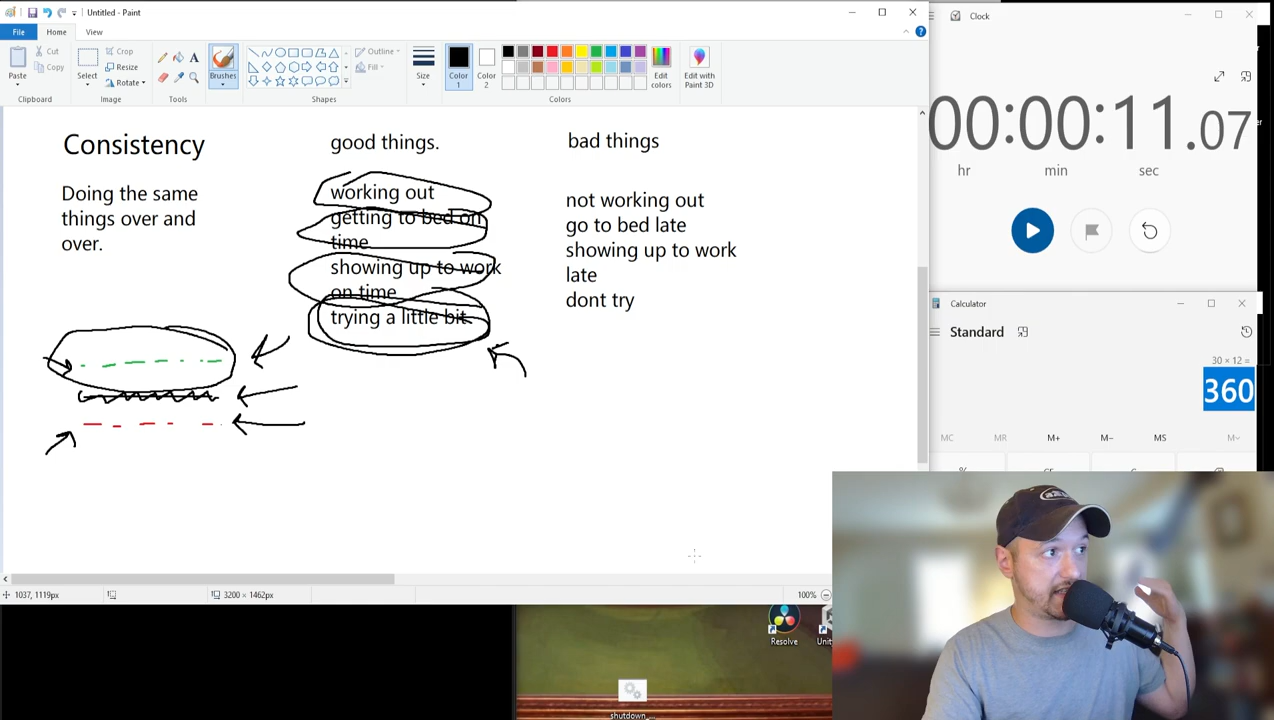 Untitled - Paint
Clock
File
Home
View
Cut
Copy
Paste
Clipboard
Select
Crop
Resize
Rotate
Image
Tools
Brushes
Outline
Fill
Shapes
Size
Color
1
Color
2
Edit
colors
Edit with
Paint 3D
Colors
00:00:11.07
hr
min
sec
Consistency
Doing the same
things over and
over.
good things.
working out
getting to bed on
time
showing up to work
on time
trying a little bit
bad things
not working out
go to bed late
showing up to work
late
dont try
Calculator
Standard
30 × 12 =
360
MC
MR
M+
M−
MS
M
1037, 1119px
3200 × 1462px
100%
Resolve
shutdown_...